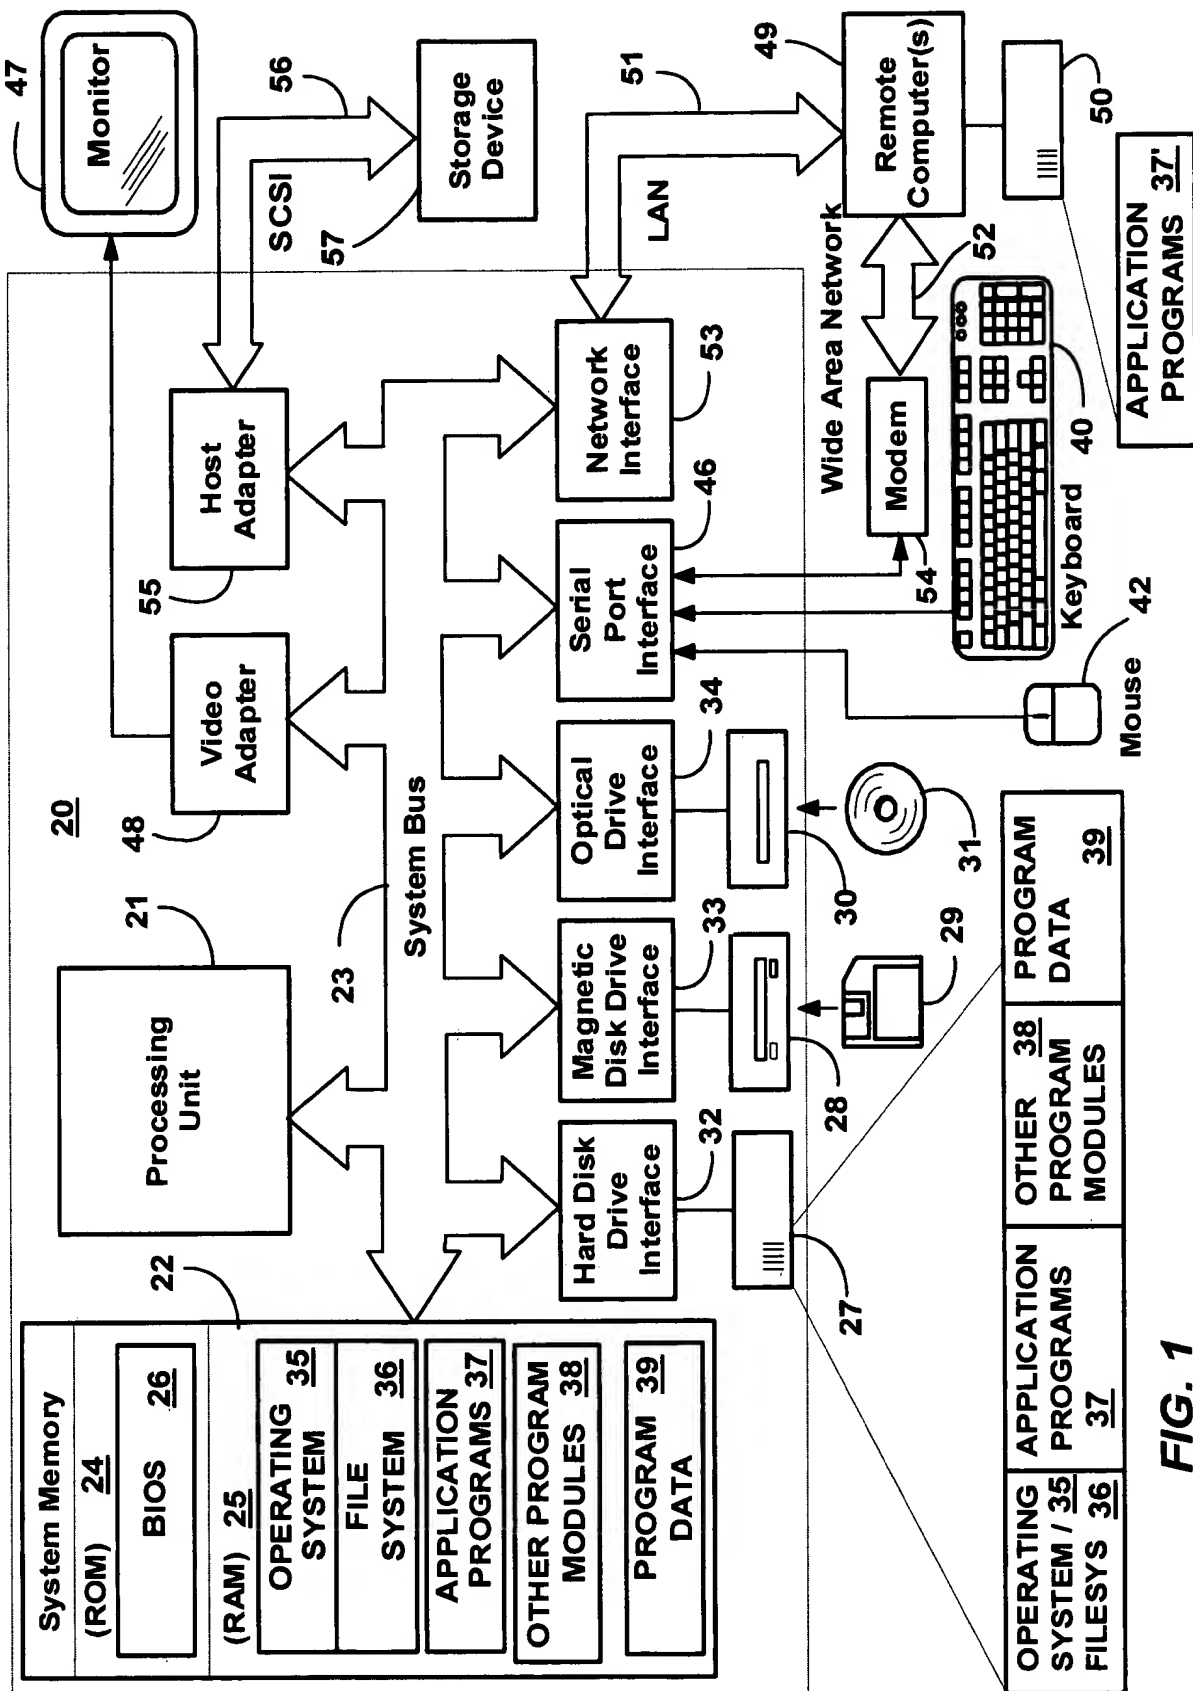 System Memory
(ROM) 24
BIOS 26
(RAM) 25
OPERATING
SYSTEM 35
FILE
SYSTEM 36
APPLICATION
PROGRAMS 37
OTHER PROGRAM
MODULES 38
PROGRAM
DATA 39
22
Processing
Unit
21
20
Video
Adapter
48
Host
Adapter
55
47
Monitor
SCSI
56
Storage
Device
57
23
System Bus
Hard Disk
Drive
Interface
32
Magnetic
Disk Drive
Interface
33
Optical
Drive
Interface
34
Serial
Port
Interface
46
Network
Interface
53
LAN
51
27
28
29
30
31
Wide Area Network
Modem
54
52
49
Remote
Computer(s)
50
Keyboard
40
Mouse
42
APPLICATION
PROGRAMS 37'
OPERATING
SYSTEM / 35
FILESYS 36
APPLICATION
PROGRAMS
37
OTHER 38
PROGRAM
MODULES
PROGRAM
DATA
39
FIG. 1